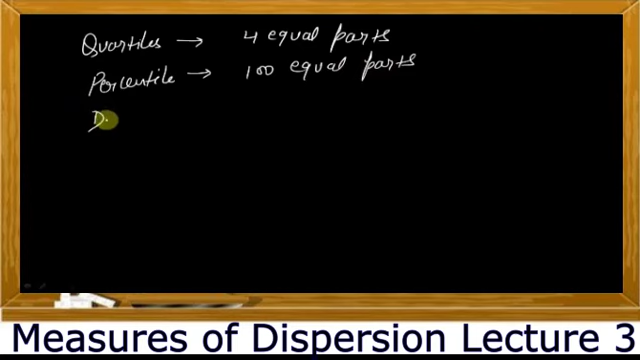 Quartiles → 4 equal parts
Percentile → 100 equal parts
D
Measures of Dispersion Lecture 3